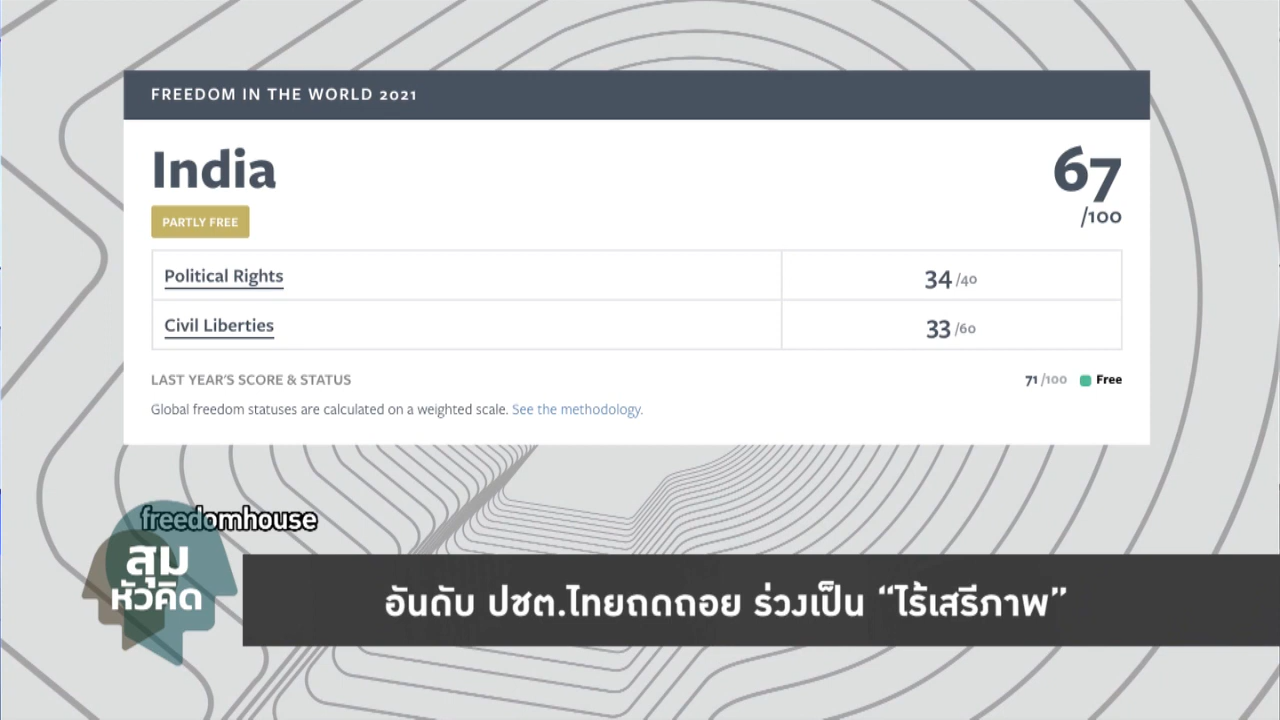 FREEDOM IN THE WORLD 2021
India
67
/100
PARTLY FREE
Political Rights
34 /40
Civil Liberties
33 /60
LAST YEAR'S SCORE & STATUS
71 /100 Free
Global freedom statuses are calculated on a weighted scale. See the methodology.
freedomhouse
สุม
หัวคิด
อันดับ ปชต.ไทยถดถอย ร่วงเป็น “ไร้เสรีภาพ”